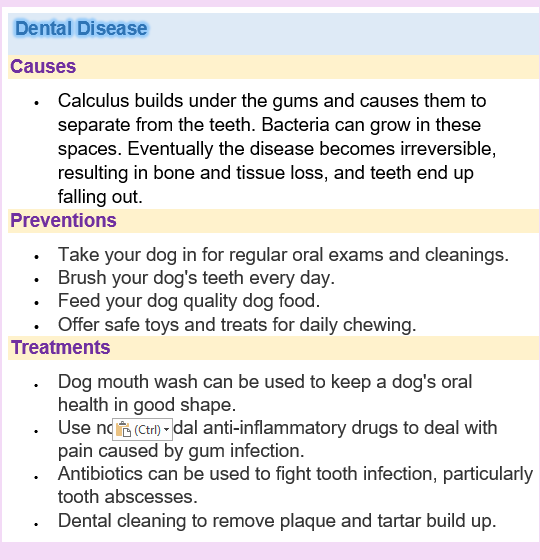 Dental Disease
Causes
• Calculus builds under the gums and causes them to
separate from the teeth. Bacteria can grow in these
spaces. Eventually the disease becomes irreversible,
resulting in bone and tissue loss, and teeth end up
falling out.
Preventions
• Take your dog in for regular oral exams and cleanings.
• Brush your dog's teeth every day.
• Feed your dog quality dog food.
• Offer safe toys and treats for daily chewing.
Treatments
• Dog mouth wash can be used to keep a dog's oral
health in good shape.
• Use (Ctrl) anti-inflammatory drugs to deal with
pain caused by gum infection.
• Antibiotics can be used to fight tooth infection, particularly
tooth abscesses.
• Dental cleaning to remove plaque and tartar build up.